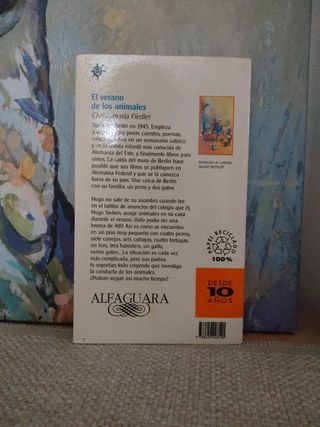 El verano
de los animales
Christamaria Fiedler
Nació en Berlín en 1945. Empieza
a escribir muy joven: cuentos, poemas,
colaboraciones en un semanario satírico
y en la revista infantil más conocida de
Alemania del Este, y finalmente libros para
niños. La caída del muro de Berlín hace
posible que sus libros se publiquen en
Alemania Federal y que se la conozca
fuera de su país. Vive cerca de Berlín
con su familia, un perro y dos gatos.
Ilustración de cubierta:
Hugo no sale de su asombro cuando lee
en el tablón de anuncios del colegio que él,
Hugo Sieben, acoge animales en su casa
durante el verano. ¡Sólo podía ser una
broma de Alf! Así es como se encuentra
en un piso muy pequeño con cuatro perros,
siete conejos, seis cobayas, cuatro tortugas,
un loro, tres hámsters, un gallo,
varios gatos... La situación es cada vez
más complicada, pero sus padres
lo soportan todo creyendo que investiga
la conducta de los animales.
¿Podrán seguir así mucho tiempo?
PAPEL RECICLADO
100%
DESDE
10
AÑOS
ALFAGUARA